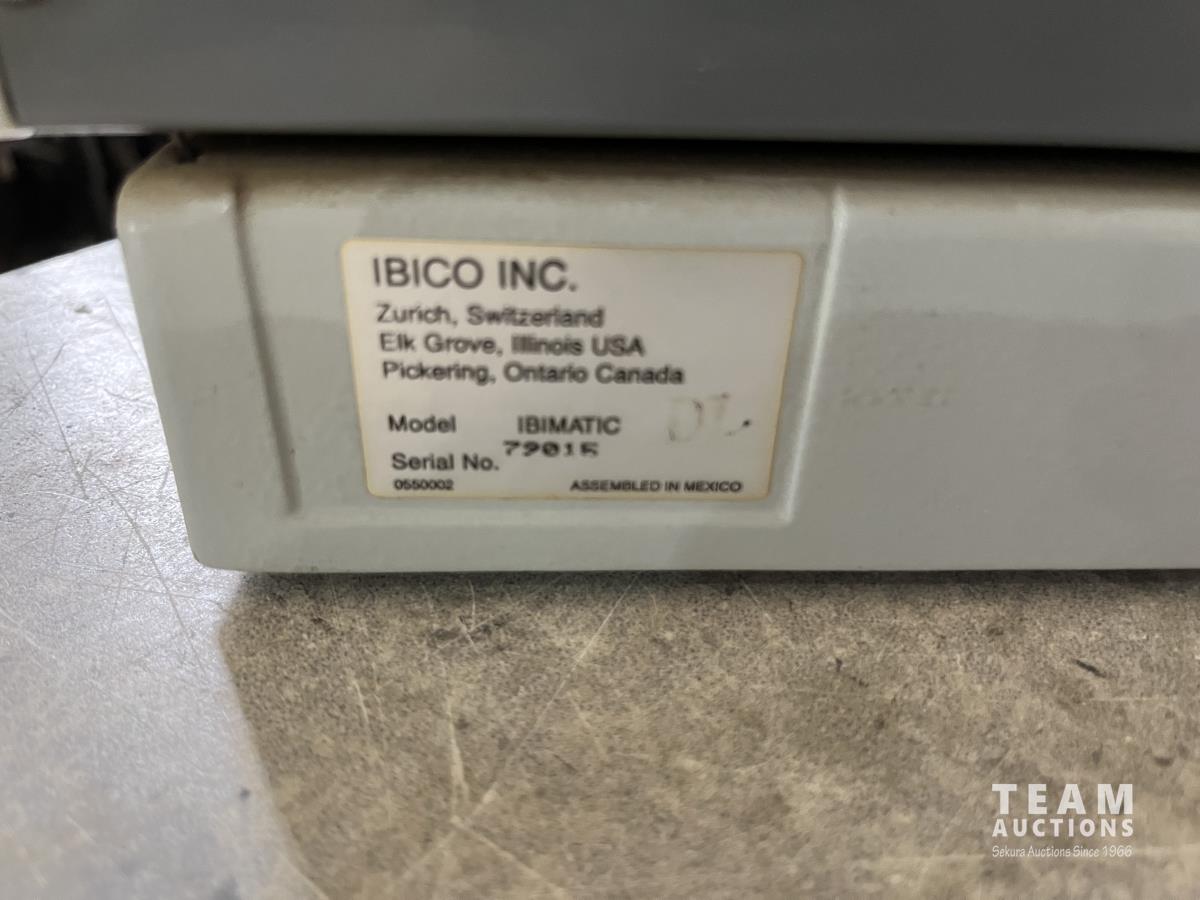 IBICO INC.
Zurich, Switzerland
Elk Grove, Illinois USA
Pickering, Ontario Canada
Model IBIMATIC
Serial No.
0550002 ASSEMBLED IN MEXICO
TEAM
AUCTIONS
Sekura Auctions Since 1966